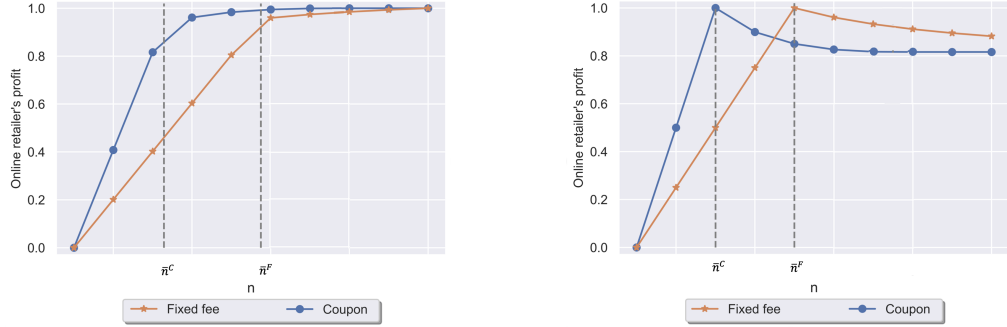 Online retailer's profit
1.0
0.8
0.6
0.4
0.2
0.0
n̄ᶜ n̄ᶠ
n
Fixed fee Coupon
Online retailer's profit
1.0
0.8
0.6
0.4
0.2
0.0
n̄ᶜ n̄ᶠ
n
Fixed fee Coupon